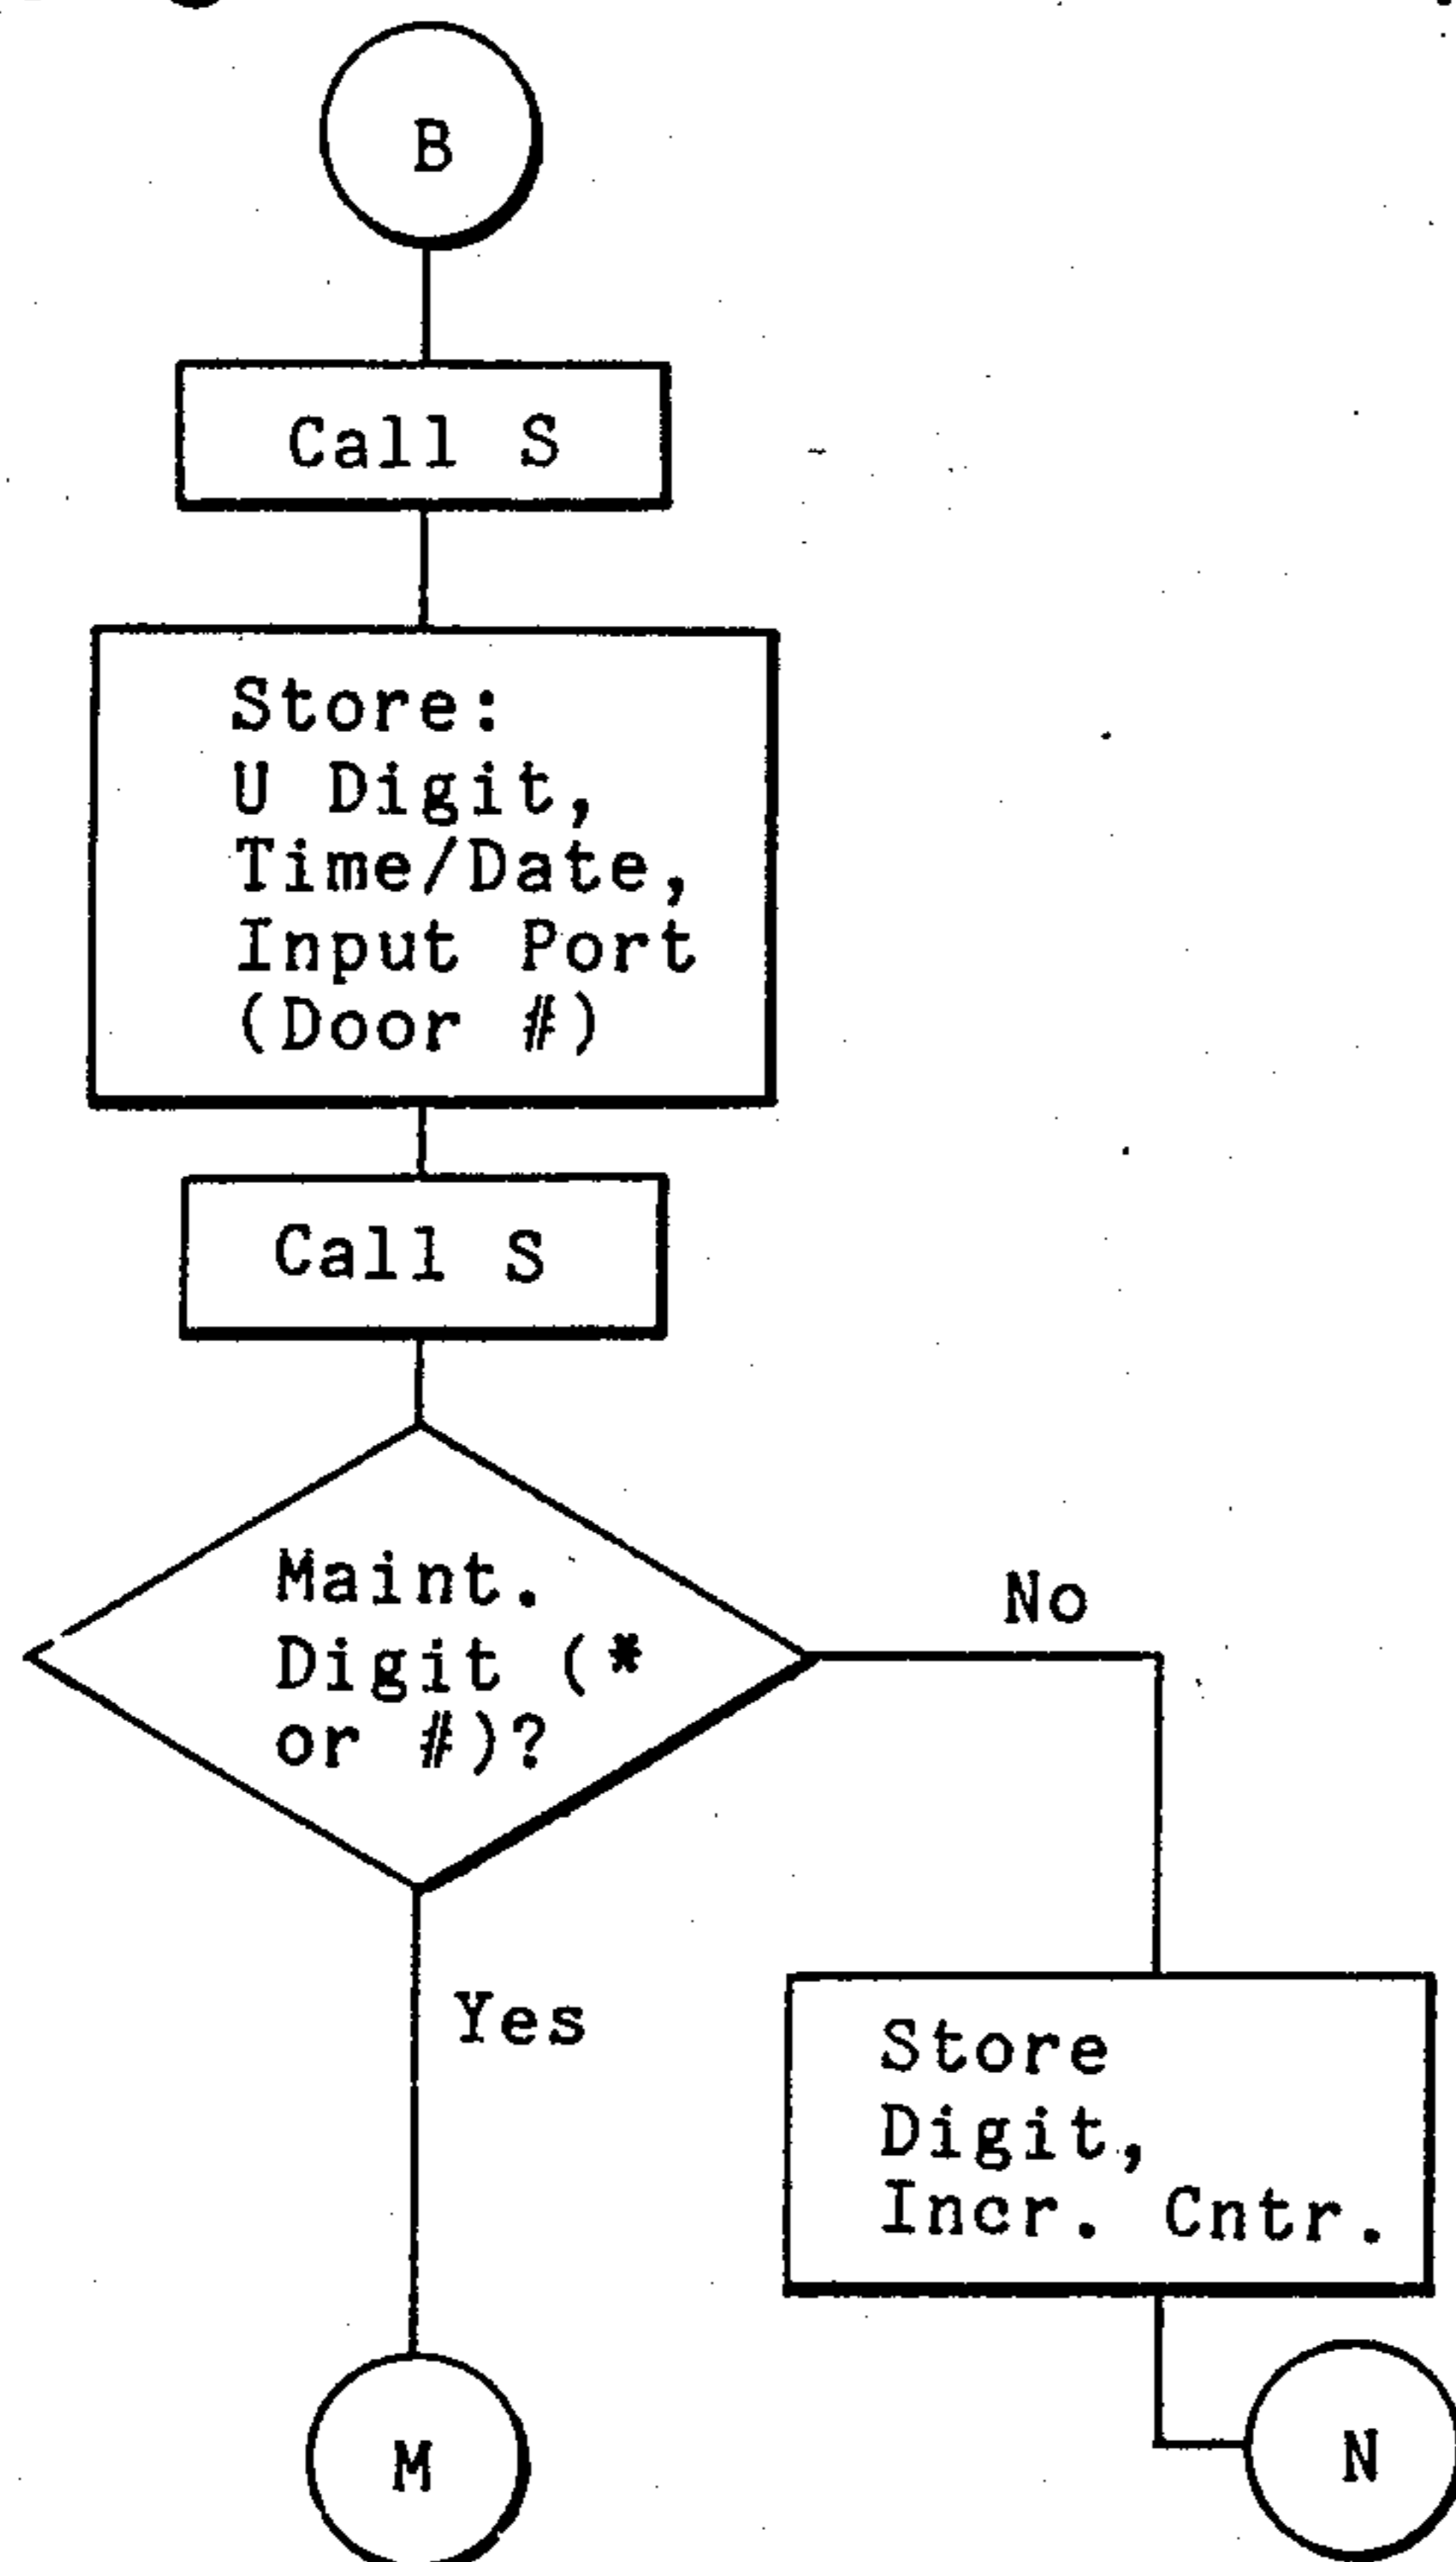 B
Call S
Store:
U Digit,
Time/Date,
Input Port
(Door #)
Call S
Maint.
Digit (*
or #)?
No
Yes
Store
Digit,
Incr. Cntr.
M
N